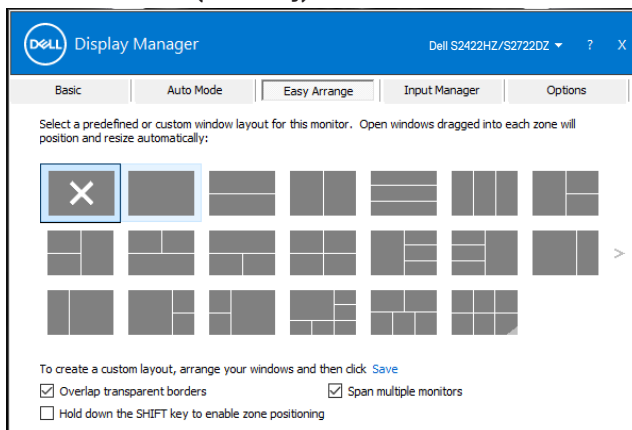 DELL Display Manager
Dell S2422HZ/S2722DZ ? X
Basic Auto Mode Easy Arrange Input Manager Options
Select a predefined or custom window layout for this monitor. Open windows dragged into each zone will
position and resize automatically:
>
To create a custom layout, arrange your windows and then click Save
Overlap transparent borders Span multiple monitors
Hold down the SHIFT key to enable zone positioning